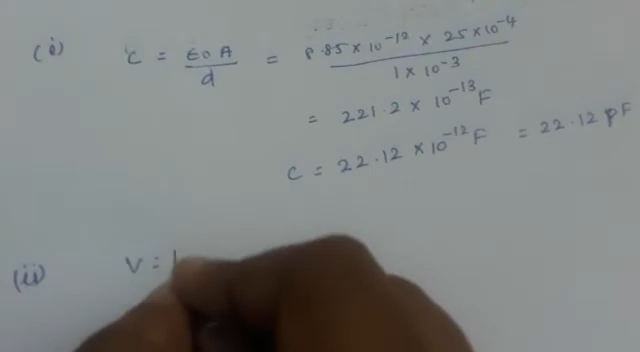 (i) C = ε0 A / d = 8.85 × 10^-12 × 25 × 10^-4 / 1 × 10^-3
= 221.2 × 10^-13 F
C = 22.12 × 10^-12 F = 22.12 pF
(ii) V =